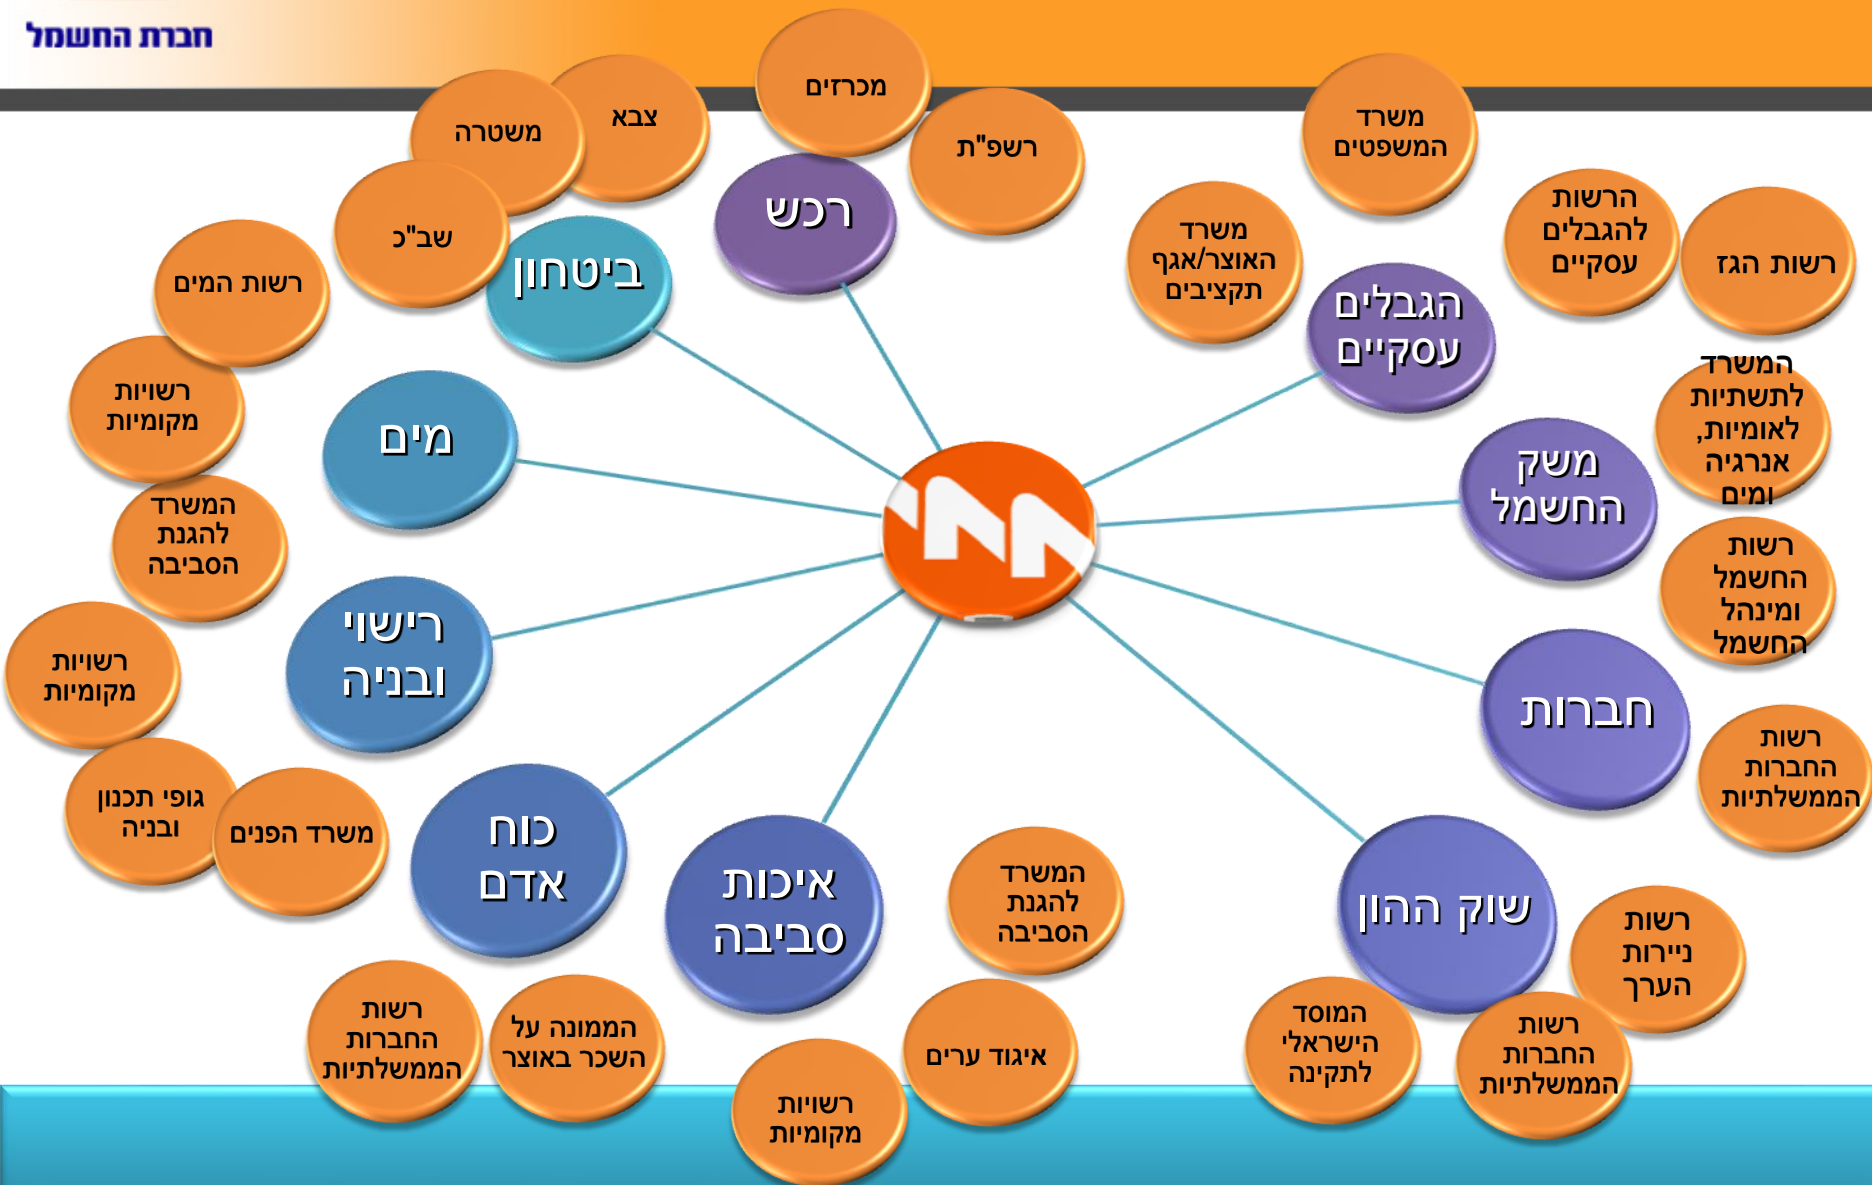 חברת החשמל
מכרזים
רשפ"ת
רכש
צבא
משטרה
שב"כ
ביטחון
רשות המים
רשויות
מקומיות
המשרד
להגנת
הסביבה
מים
רשויות
מקומיות
גופי תכנון
ובניה
משרד הפנים
רישוי
ובניה
כוח
אדם
רשות
החברות
הממשלתיות
הממונה על
השכר באוצר
איכות
סביבה
המשרד
להגנת
הסביבה
איגוד ערים
רשויות
מקומיות
שוק ההון
רשות
ניירות
הערך
רשות
החברות
הממשלתיות
המוסד
הישראלי
לתקינה
חברות
רשות
החברות
הממשלתיות
משק
החשמל
המשרד
לתשתיות
לאומיות,
אנרגיה
ומים
רשות
החשמל
ומינהל
החשמל
הגבלים
עסקיים
משרד
המשפטים
משרד
האוצר/אגף
תקציבים
הרשות
להגבלים
עסקיים
רשות הגז